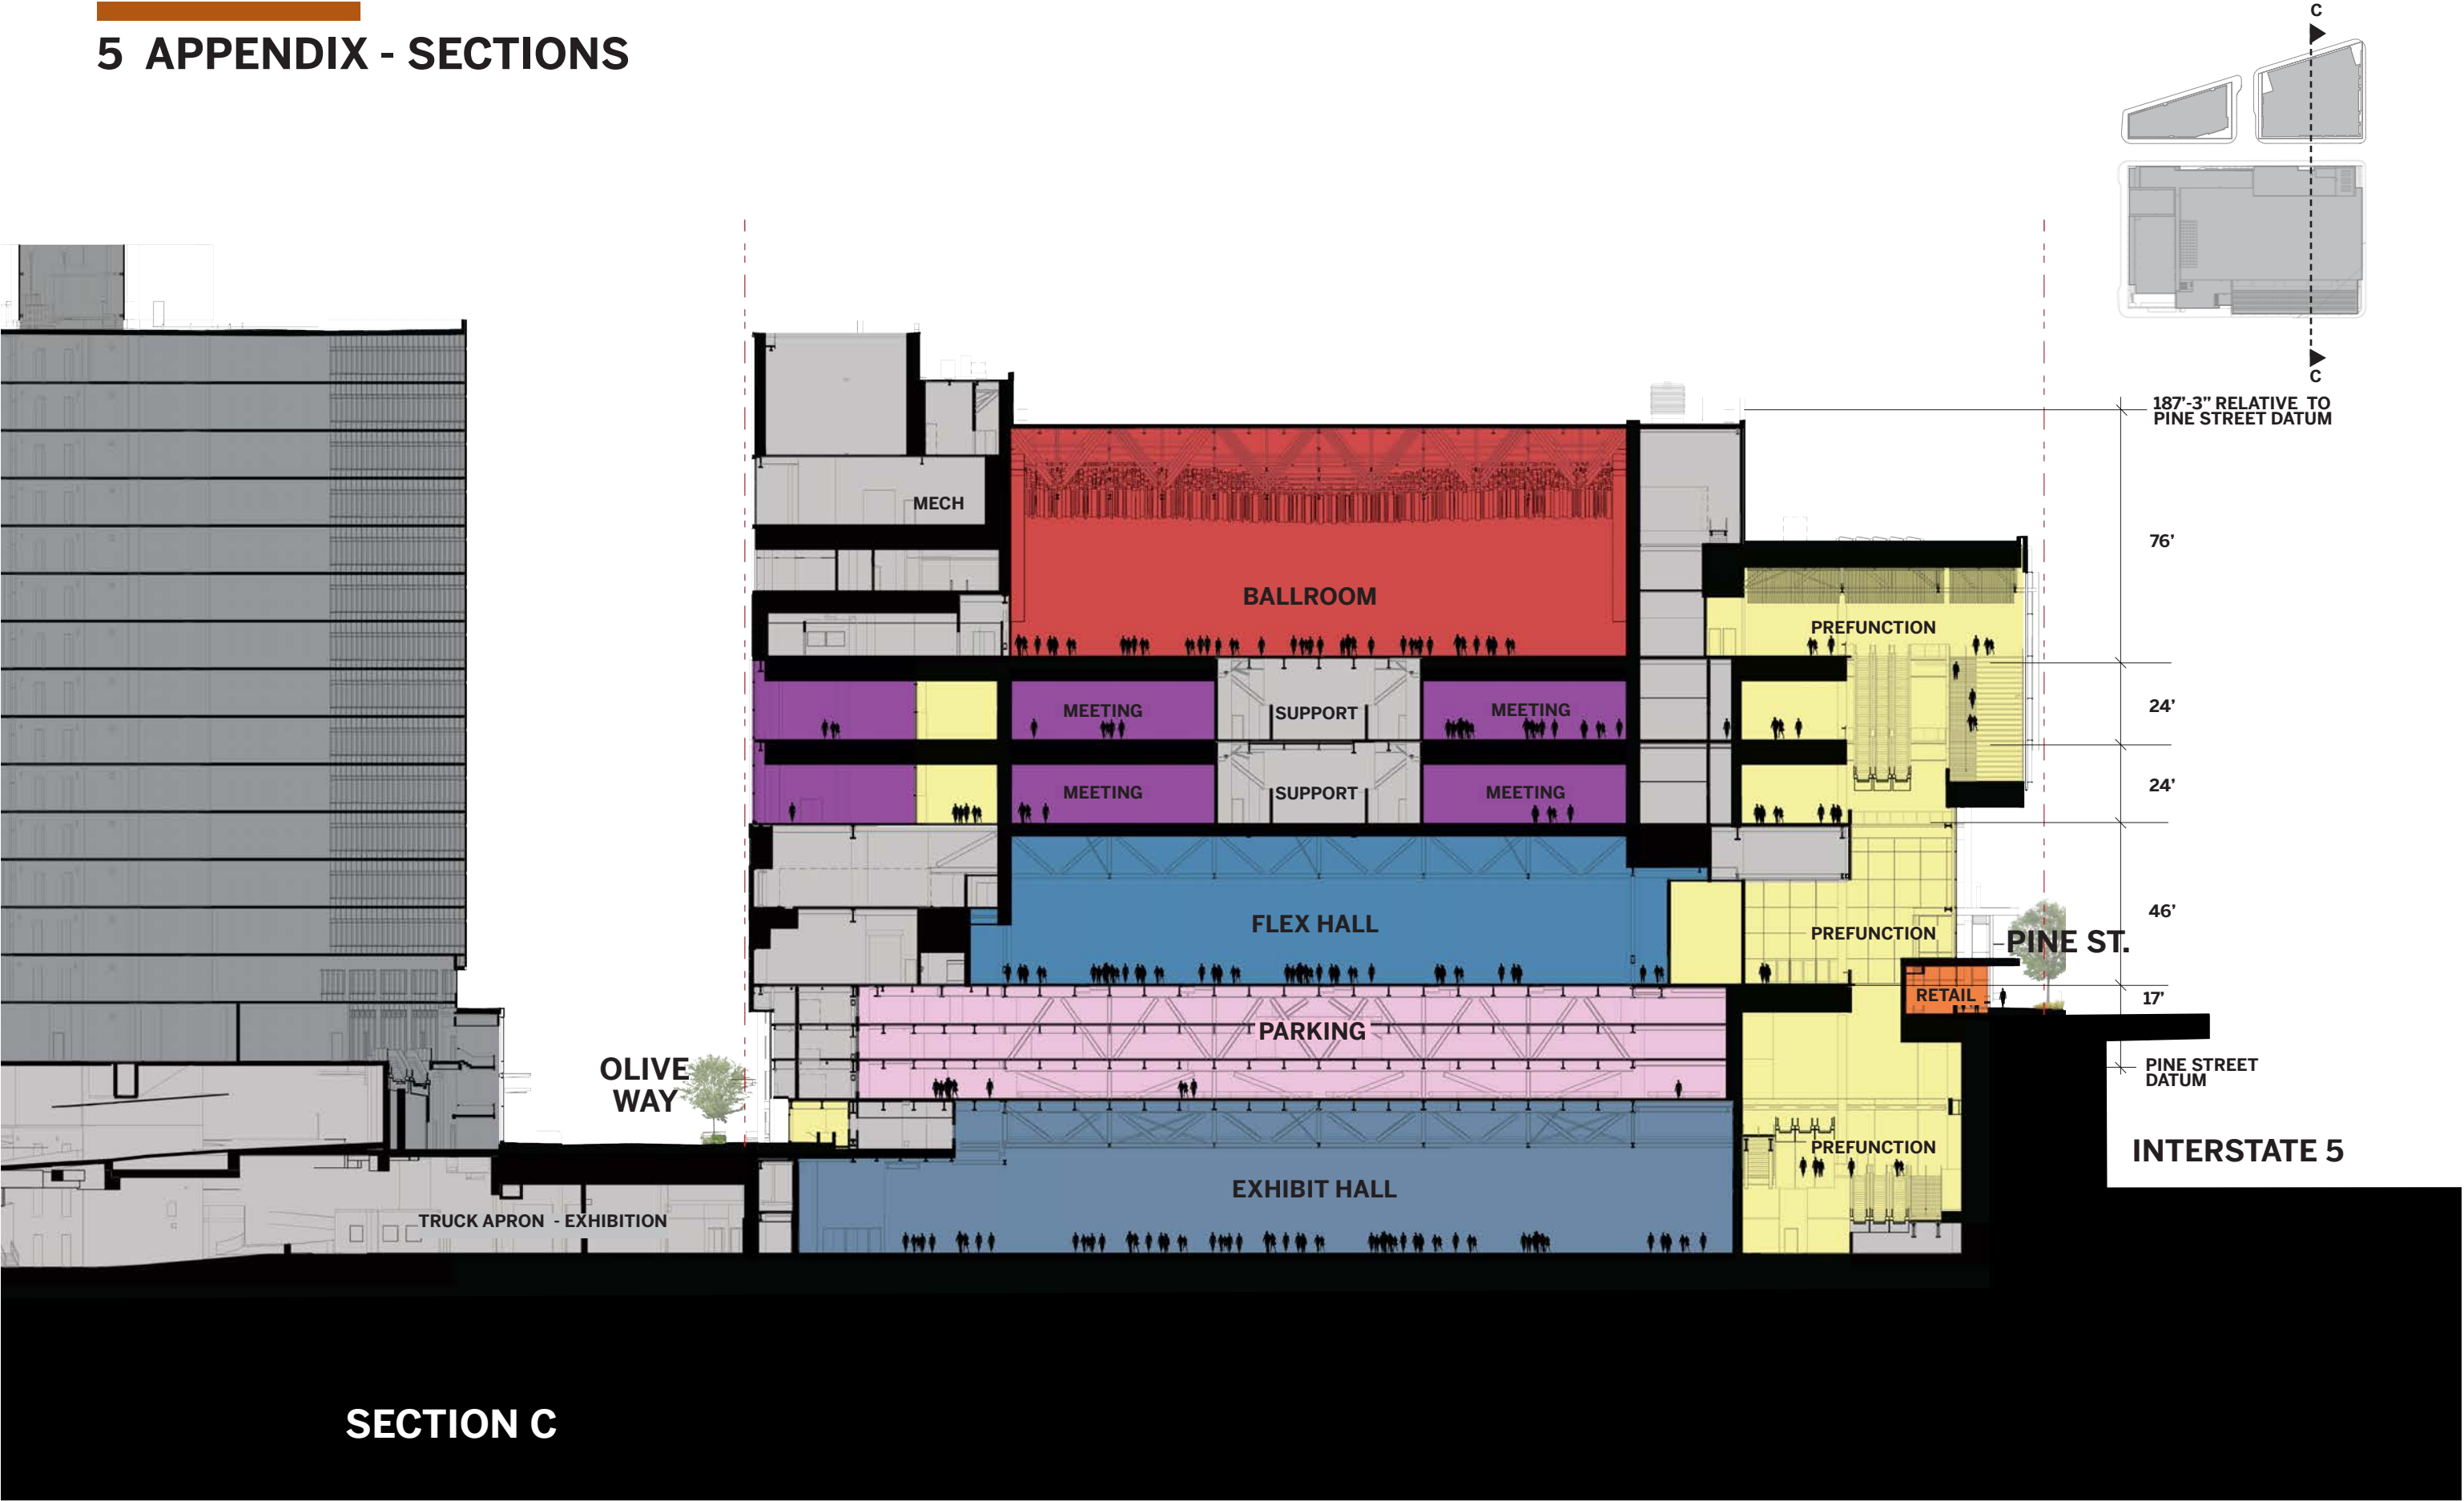 5 APPENDIX - SECTIONS
C
C
187’-3” RELATIVE TO
PINE STREET DATUM
MECH
76’
BALLROOM
PREFUNCTION
MEETING
SUPPORT
MEETING
24’
MEETING
SUPPORT
MEETING
24’
FLEX HALL
PREFUNCTION
46’
PINE ST.
RETAIL
17’
PARKING
OLIVE
WAY
PINE STREET
DATUM
PREFUNCTION
INTERSTATE 5
EXHIBIT HALL
TRUCK APRON - EXHIBITION
SECTION C